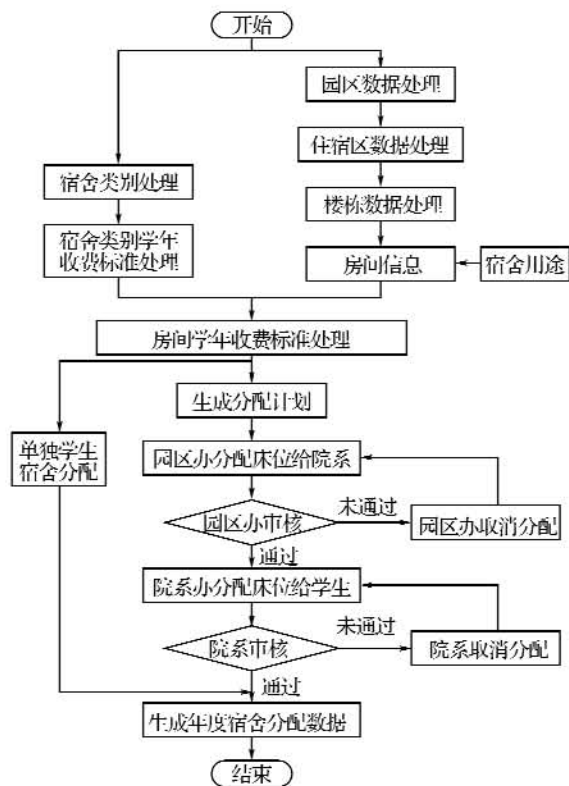 开始
园区数据处理
住宿区数据处理
宿舍类别处理
楼栋数据处理
宿舍类别学年
收费标准处理
房间信息
宿舍用途
房间学年收费标准处理
生成分配计划
单独学生
宿舍分配
园区办分配床位给院系
园区办审核
未通过
园区办取消分配
通过
院系办分配床位给学生
院系审核
未通过
院系取消分配
通过
生成年度宿舍分配数据
结束